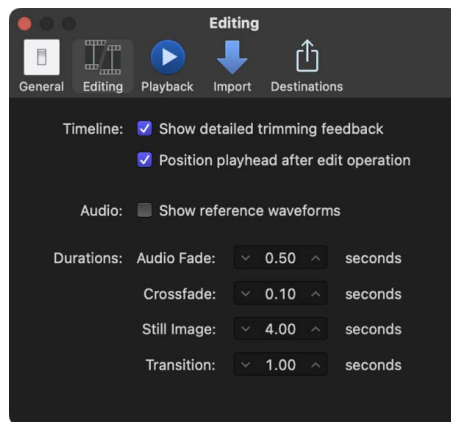 Editing
General Editing Playback Import Destinations
Timeline: Show detailed trimming feedback
Position playhead after edit operation
Audio: Show reference waveforms
Durations: Audio Fade: 0.50 seconds
Crossfade: 0.10 seconds
Still Image: 4.00 seconds
Transition: 1.00 seconds